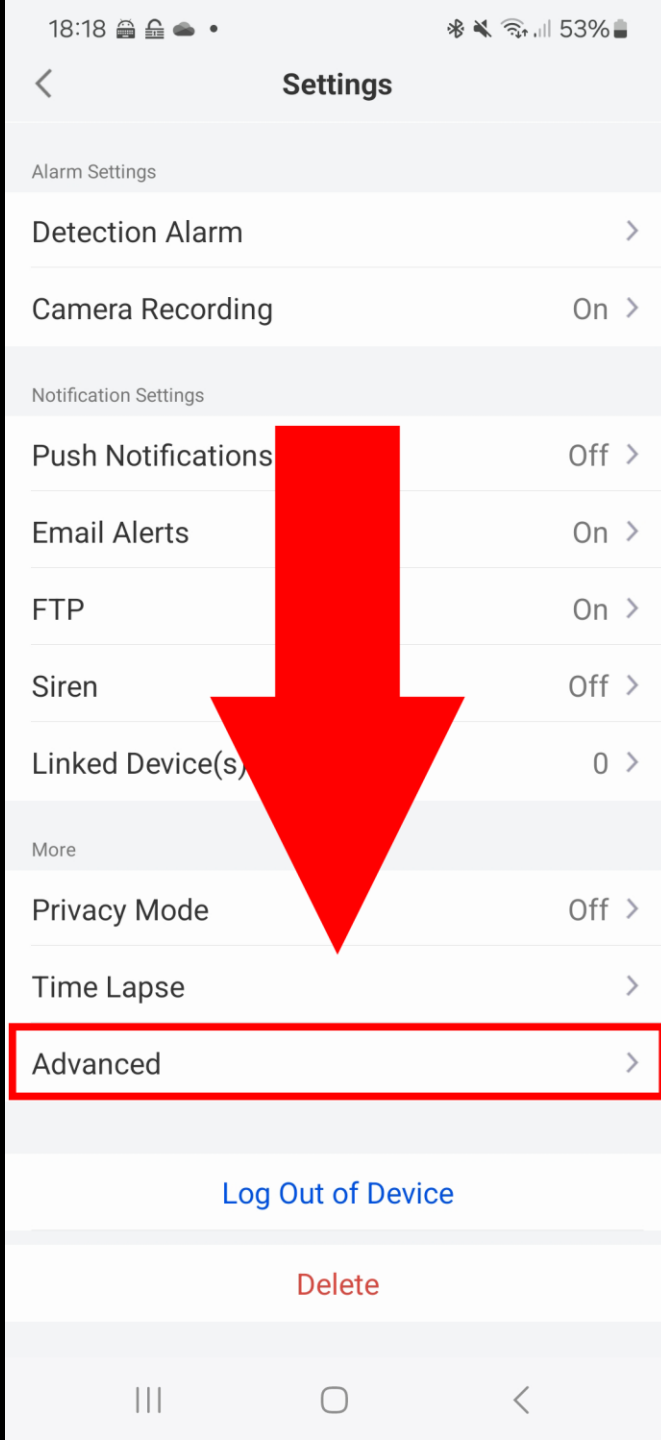 18:18 53%
Settings
Alarm Settings
Detection Alarm
Camera Recording On
Notification Settings
Push Notifications Off
Email Alerts On
FTP On
Siren Off
Linked Device(s) 0
More
Privacy Mode Off
Time Lapse
Advanced
Log Out of Device
Delete